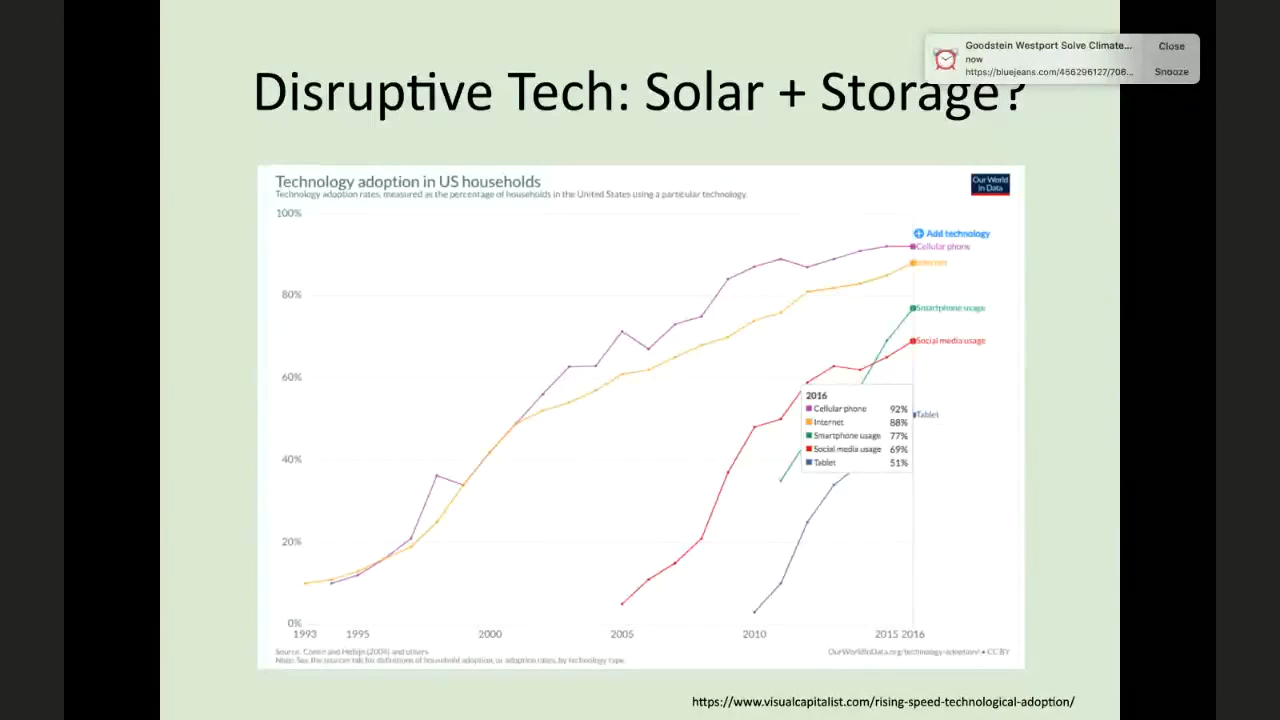 Goodstein Westport Solve Climate...
now
https://bluejeans.com/456296127/706...
Close
Snooze
Disruptive Tech: Solar + Storage?
Technology adoption in US households
Technology adoption rates, measured as the percentage of households in the United States using a particular technology.
Our World
in Data
100%
80%
60%
40%
20%
0%
Add technology
Cellular phone
Internet
Smartphone usage
Social media usage
Tablet
2016
Cellular phone 92%
Internet 88%
Smartphone usage 77%
Social media usage 69%
Tablet 51%
1993 1995 2000 2005 2010 2015 2016
Source: Comin and Hobijn (2004) and others
Note: See the sources tab for definitions of household adoption, or adoption rates, by technology type.
OurWorldInData.org/technology-adoption/ • CC BY
https://www.visualcapitalist.com/rising-speed-technological-adoption/